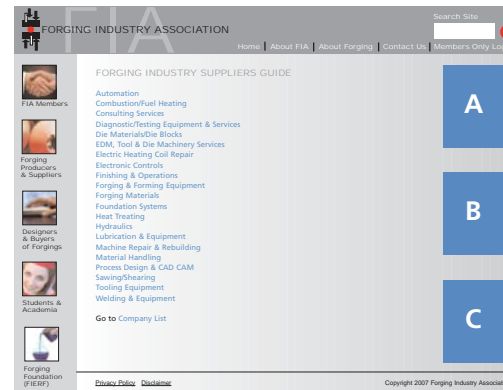 Search Site
FIA
FORGING INDUSTRY ASSOCIATION
Home | About FIA | About Forging | Contact Us | Members Only Lo
FIA Members
Forging
Producers
& Suppliers
Designers
& Buyers
of Forgings
Students &
Academia
Forging
Foundation
(FIERF)
FORGING INDUSTRY SUPPLIERS GUIDE
Automation
Combustion/Fuel Heating
Consulting Services
Diagnostic/Testing Equipment & Services
Die Materials/Die Blocks
EDM, Tool & Die Machinery Services
Electric Heating Coil Repair
Electronic Controls
Finishing & Operations
Forging & Forming Equipment
Forging Materials
Foundation Systems
Heat Treating
Hydraulics
Lubrication & Equipment
Machine Repair & Rebuilding
Material Handling
Process Design & CAD CAM
Sawing/Shearing
Tooling Equipment
Welding & Equipment
Go to Company List
A
B
C
Privacy Policy Disclaimer
Copyright 2007 Forging Industry Associat